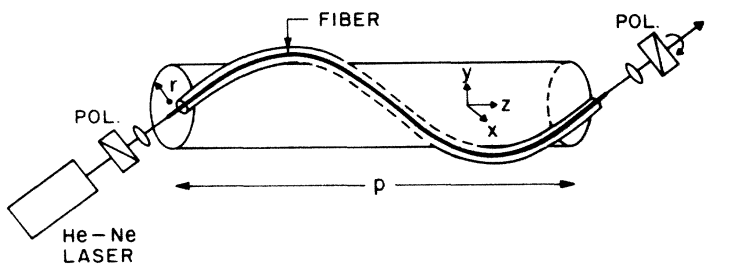 FIBER
POL.
r
y
z
x
POL.
p
He-Ne
LASER